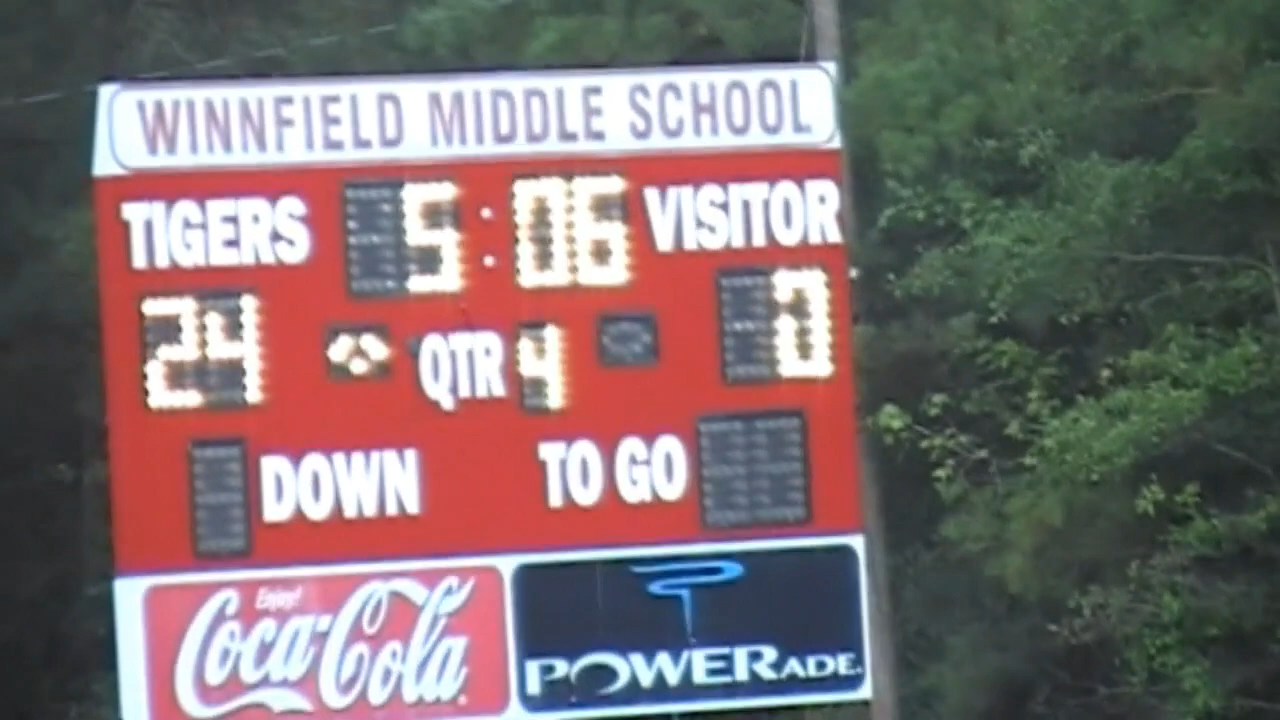 WINNFIELD MIDDLE SCHOOL
TIGERS 5:06 VISITOR
24 QTR 4 0
DOWN TO GO
Enjoy!
Coca-Cola
POWERADE